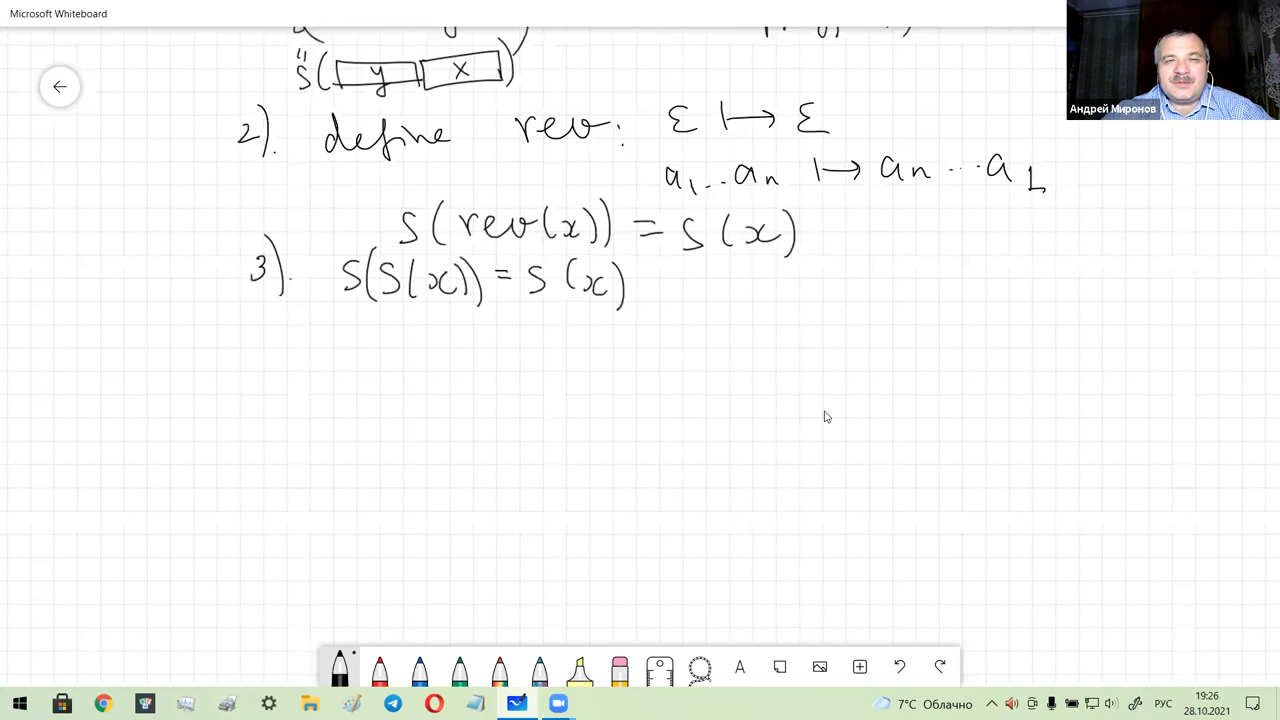 Microsoft Whiteboard
Андрей Миронов
"
S( y x )
2). define rev: ε ↦ ε
a₁...aₙ ↦ aₙ...a₁
S(rev(x)) = S(x)
3). S(S(x)) = S(x)
A
7°C Облачно
РУС
19:26
28.10.2021